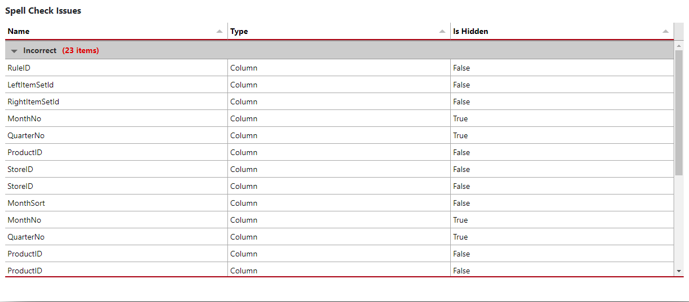 Spell Check Issues
Name Type Is Hidden
Incorrect (23 items)
RuleID Column False
LeftItemSetId Column False
RightItemSetId Column False
MonthNo Column True
QuarterNo Column True
ProductID Column False
StoreID Column False
StoreID Column False
MonthSort Column False
MonthNo Column True
QuarterNo Column True
ProductID Column False
ProductID Column False